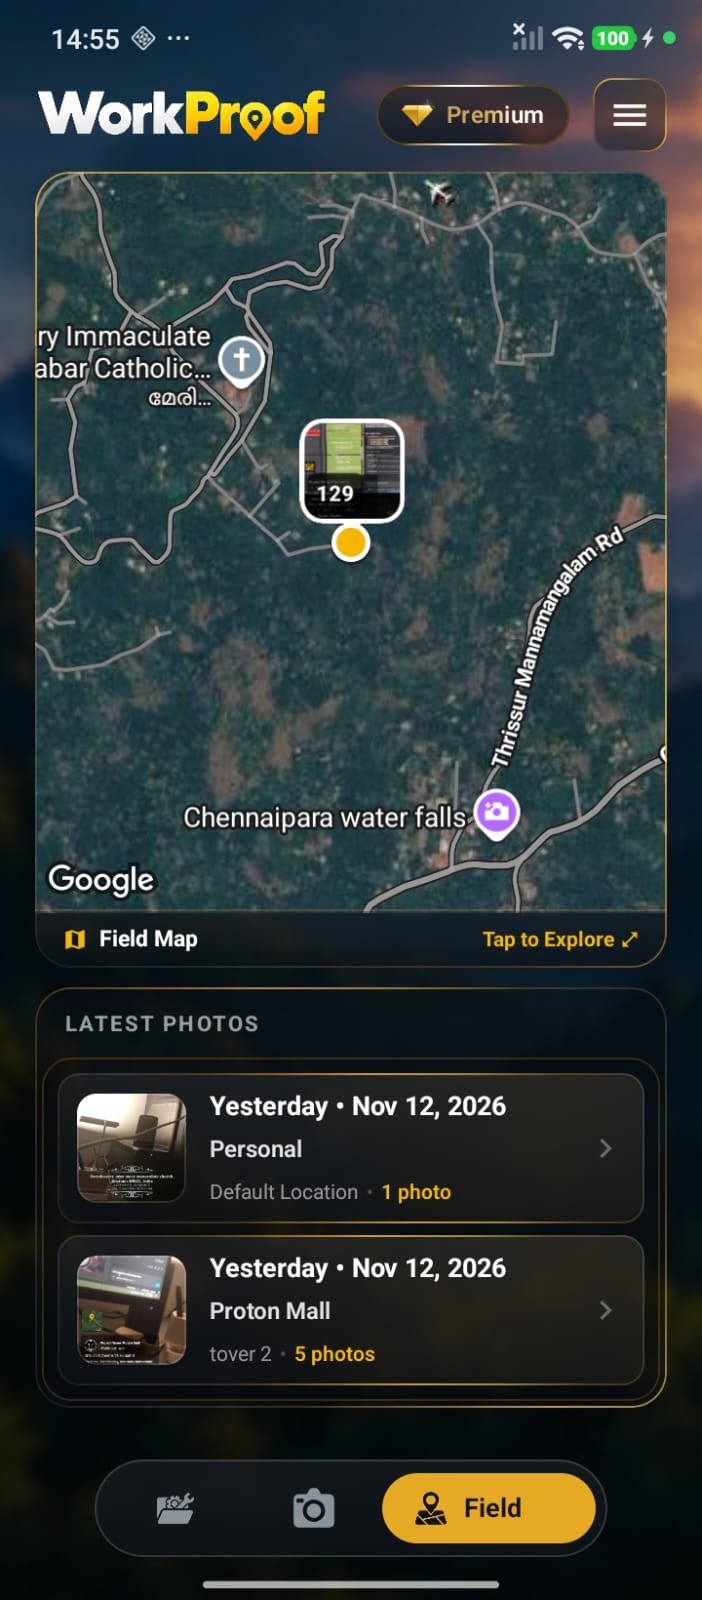 14:55
100
WorkProof
Premium
ry Immaculate
abar Catholic...
മേരി...
129
Thrissur Mannamangalam Rd
Chennaipara water falls
Google
Field Map
Tap to Explore
LATEST PHOTOS
Yesterday • Nov 12, 2026
Personal
Default Location • 1 photo
Yesterday • Nov 12, 2026
Proton Mall
tover 2 • 5 photos
Field